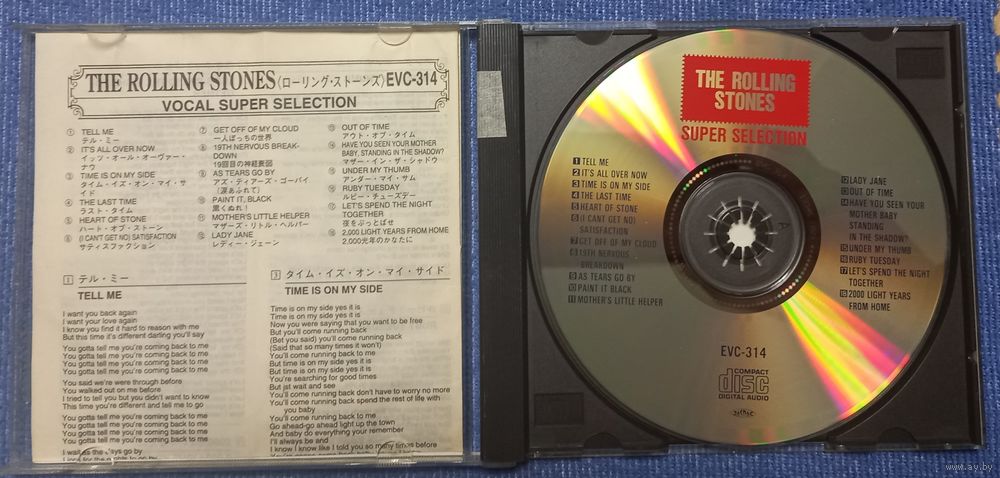 THE ROLLING STONES(ローリング・ストーンズ)EVC-314
VOCAL SUPER SELECTION
① TELL ME
テル・ミー
② IT'S ALL OVER NOW
イッツ・オール・オーヴァー・
ナウ
③ TIME IS ON MY SIDE
タイム・イズ・オン・マイ・サ
イド
④ THE LAST TIME
ラスト・タイム
⑤ HEART OF STONE
ハート・オブ・ストーン
⑥ (I CAN'T GET NO) SATISFACTION
サティスファクション
⑦ GET OFF OF MY CLOUD
一人ぼっちの世界
⑧ 19TH NERVOUS BREAK-
DOWN
19回目の神経衰弱
⑨ AS TEARS GO BY
アズ・ティアーズ・ゴー・バイ
「涙あふれて」
⑩ PAINT IT, BLACK
黒くぬれ!
⑪ MOTHER'S LITTLE HELPER
マザーズ・リトル・ヘルパー
⑫ LADY JANE
レディー・ジェーン
⑬ OUT OF TIME
アウト・オブ・タイム
⑭ HAVE YOU SEEN YOUR MOTHER
BABY, STANDING IN THE SHADOW?
マザー・イン・ザ・シャドウ
⑮ UNDER MY THUMB
アンダー・マイ・サム
⑯ RUBY TUESDAY
ルビー・チューズデー
⑰ LET'S SPEND THE NIGHT
TOGETHER
夜をぶっとばせ
⑱ 2,000 LIGHT YEARS FROM HOME
2,000光年のかなたに
1 テル・ミー
TELL ME
I want you back again
I want your love again
I know you find it hard to reason with me
But this time it's different darling you'll say
You gotta tell me you're coming back to me
You gotta tell me you're coming back to me
You gotta tell me you're coming back to me
You gotta tell me you're coming back to me
You said we were through before
You walked out on me before
I tried to tell you but you didn't want to know
This time you're different and tell me to go
You gotta tell me you're coming back to me
You gotta tell me you're coming back to me
You gotta tell me you're coming back to me
You gotta tell me you're coming back to me
I wait as the days go by
3 タイム・イズ・オン・マイ・サイド
TIME IS ON MY SIDE
Time is on my side yes it is
Time is on my side yes it is
Now you were saying that you want to be free
But you'll come running back
(Bet you said) you'll come running back
(Said that so many times it won't)
You'll come running back to me
But time is on my side yes it is
But time is on my side yes it is
You're searching for good times
But jst wait and see
You'll come running back don't have to worry no more
You'll come running back spend the rest of life with
you baby
You'll come running back to me
Go ahead-go ahead light up the town
And baby do everything your remember
I'll always be and
I know I know like I told you so many times before
THE ROLLING
STONES
SUPER SELECTION
1 TELL ME
2 IT'S ALL OVER NOW
3 TIME IS ON MY SIDE
4 THE LAST TIME
5 HEART OF STONE
6 (I CANT GET NO)
SATISFACTION
7 GET OFF OF MY CLOUD
8 19TH NERVOUS
BREAKDOWN
9 AS TEARS GO BY
10 PAINT IT BLACK
11 MOTHER'S LITTLE HELPER
12 LADY JANE
13 OUT OF TIME
14 HAVE YOU SEEN YOUR
MOTHER BABY
STANDING
IN THE SHADOW?
15 UNDER MY THUMB
16 RUBY TUESDAY
17 LET'S SPEND THE NIGHT
TOGETHER
18 2000 LIGHT YEARS
FROM HOME
EVC-314
COMPACT
disc
DIGITAL AUDIO
www.ay.by